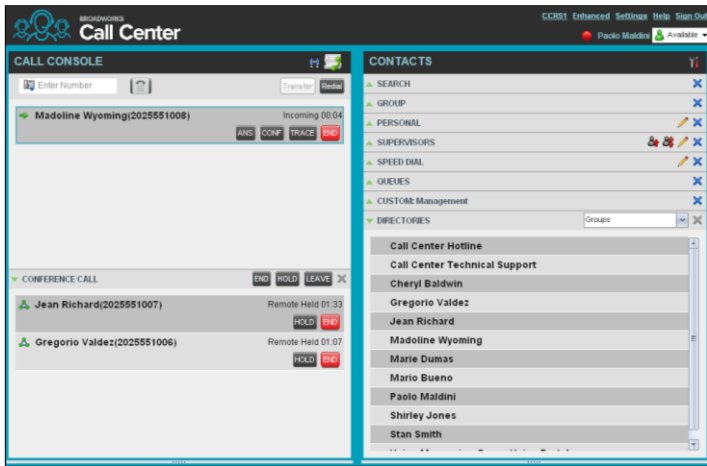 CCRS1 Enhanced Settings Help Sign Out
BROADWORKS
Call Center
Paolo Maldini Available
CALL CONSOLE
Enter Number Transfer Redial
Madoline Wyoming(2025551008) Incoming 00:04
ANS CONF TRACE END
CONFERENCE CALL END HOLD LEAVE
Jean Richard(2025551007) Remote Held 01:33
HOLD END
Gregorio Valdez(2025551006) Remote Held 01:07
HOLD END
CONTACTS
SEARCH
GROUP
PERSONAL
SUPERVISORS
SPEED DIAL
QUEUES
CUSTOM: Management
DIRECTORIES Groups
Call Center Hotline
Call Center Technical Support
Cheryl Baldwin
Gregorio Valdez
Jean Richard
Madoline Wyoming
Marie Dumas
Mario Bueno
Paolo Maldini
Shirley Jones
Stan Smith